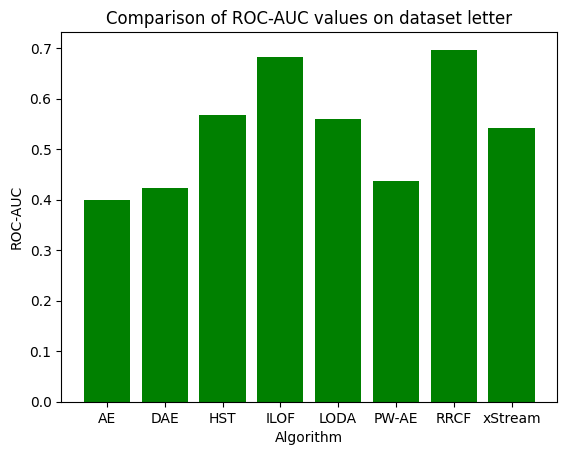 Comparison of ROC-AUC values on dataset letter
ROC-AUC
0.7
0.6
0.5
0.4
0.3
0.2
0.1
0.0
AE DAE HST ILOF LODA PW-AE RRCF xStream
Algorithm